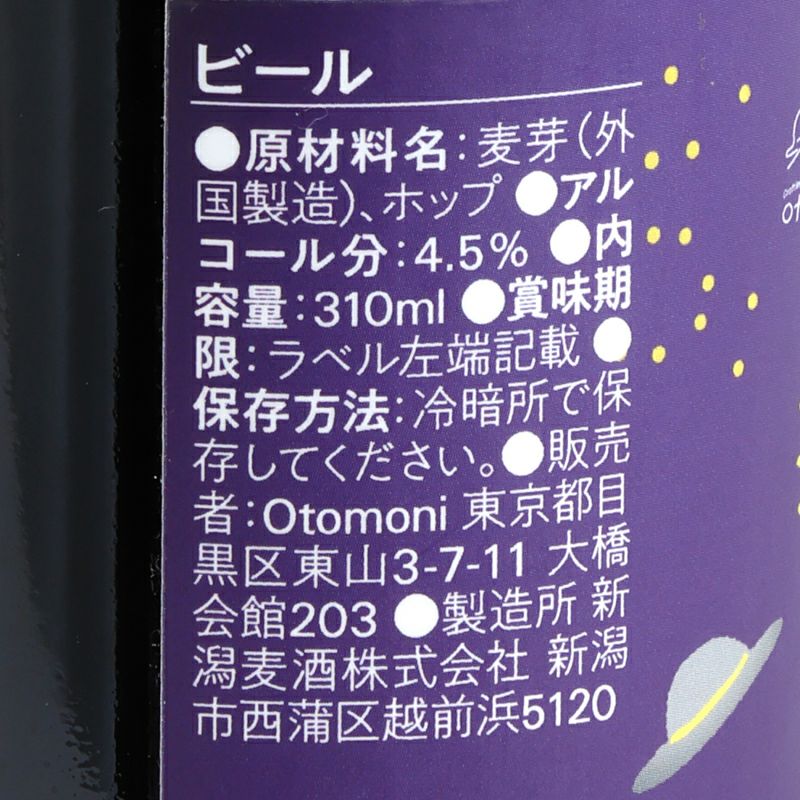 ビール
●原材料名:麦芽(外
国製造)、ホップ ●アル
コール分:4.5% ●内
容量:310ml ●賞味期
限:ラベル左端記載 ●
保存方法:冷暗所で保
存してください。●販売
者:Otomoni 東京都目
黒区東山3-7-11 大橋
会館203 ●製造所 新
潟麦酒株式会社 新潟
市西蒲区越前浜5120